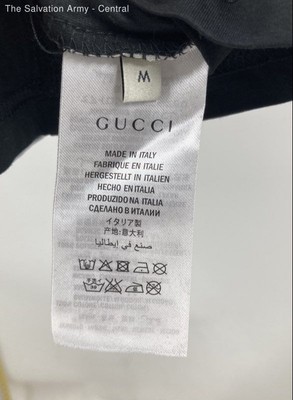 The Salvation Army - Central
M
GUCCI
MADE IN ITALY
FABRIQUE EN ITALIE
HERGESTELLT IN ITALIEN
HECHO EN ITALIA
PRODUZIDO NA ITALIA
СДЕЛАНО В ИТАЛИИ
イタリア製
产地:意大利
صنع في إيطاليا